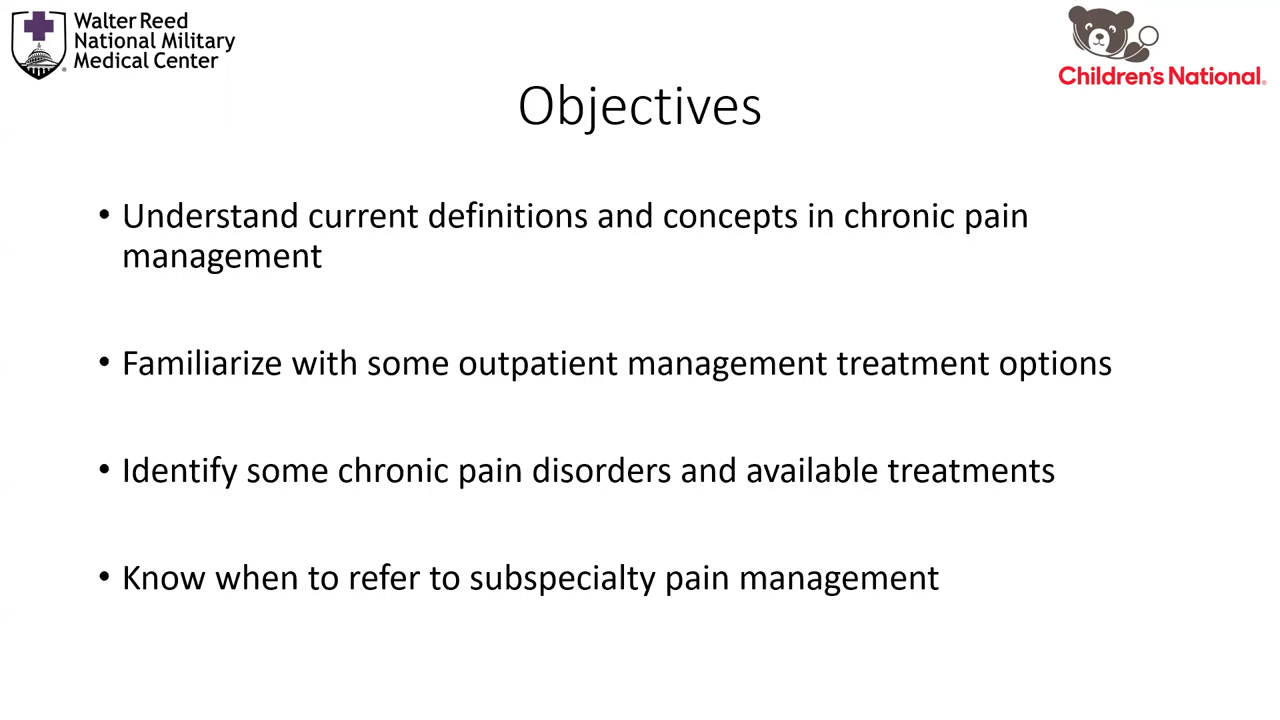 Walter Reed
National Military
Medical Center
Children's National®
Objectives
• Understand current definitions and concepts in chronic pain
management
• Familiarize with some outpatient management treatment options
• Identify some chronic pain disorders and available treatments
• Know when to refer to subspecialty pain management